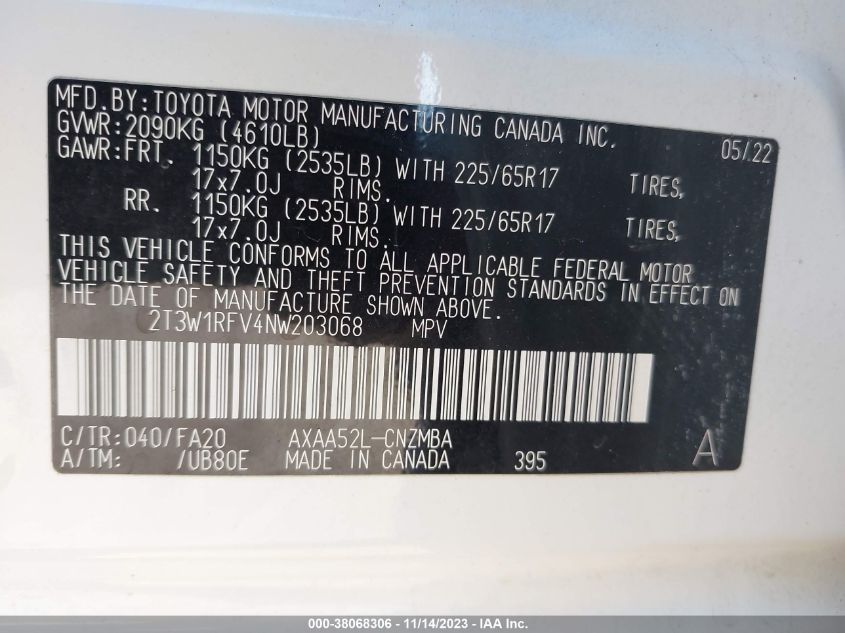 MFD.BY:TOYOTA MOTOR MANUFACTURING CANADA INC. 05/22
GVWR:2090KG (4610LB)
GAWR:FRT. 1150KG (2535LB) WITH 225/65R17 TIRES,
17x7.0J RIMS.
RR. 1150KG (2535LB) WITH 225/65R17 TIRES,
17x7.0J RIMS.
THIS VEHICLE CONFORMS TO ALL APPLICABLE FEDERAL MOTOR
VEHICLE SAFETY AND THEFT PREVENTION STANDARDS IN EFFECT ON
THE DATE OF MANUFACTURE SHOWN ABOVE.
2T3W1RFV4NW203068 MPV
C/TR:040/FA20 AXAA52L-CNZMBA A
A/TM: /UB80E MADE IN CANADA 395
000-38068306 - 11/14/2023 - IAA Inc.